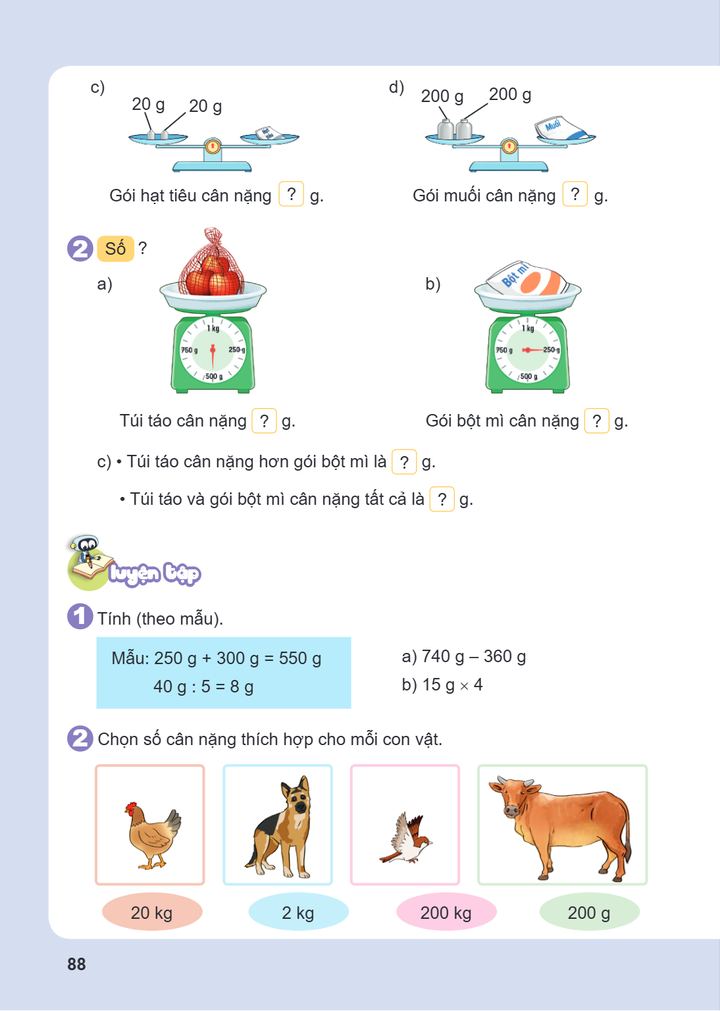 c)
20 g 20 g
d)
200 g 200 g
Muối
Gói hạt tiêu cân nặng ? g.
Gói muối cân nặng ? g.
2 Số ?
a)
1 kg
750 g 250 g
500 g
b)
Bột mì
1 kg
750 g 250 g
500 g
Túi táo cân nặng ? g.
Gói bột mì cân nặng ? g.
c) • Túi táo cân nặng hơn gói bột mì là ? g.
• Túi táo và gói bột mì cân nặng tất cả là ? g.
luyện tập
1 Tính (theo mẫu).
Mẫu: 250 g + 300 g = 550 g
40 g : 5 = 8 g
a) 740 g – 360 g
b) 15 g × 4
2 Chọn số cân nặng thích hợp cho mỗi con vật.
20 kg 2 kg 200 kg 200 g
88